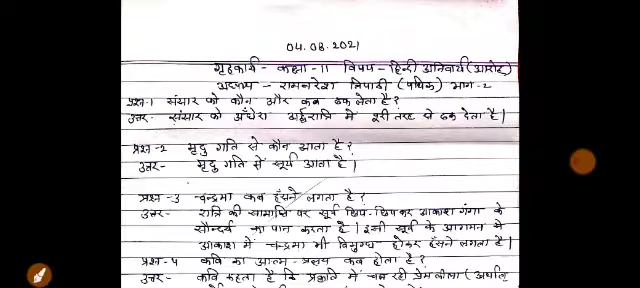 04.08.2021
गृहकार्य - कक्षा - 11 विषय - हिन्दी अनिवार्य (आरोह)
अध्याय - रामनरेश त्रिपाठी (पथिक) भाग-2
प्रश्न-1 संसार को कौन और कब ढक लेता है?
उत्तर- संसार को अँधेरा अर्द्धरात्रि में पूरी तरह से ढक देता है।
प्रश्न-2 मृदु गति से कौन आता है?
उत्तर- मृदु गति से सूर्य आता है।
प्रश्न-3 चन्द्रमा कब हँसने लगता है?
उत्तर- रात्रि की समाप्ति पर सूर्य छिप-छिपकर आकाश गंगा के
सौन्दर्य का पान करता है। इसी सूर्य के आगमन से
आकाश में चन्द्रमा भी विमुग्ध होकर हँसने लगता है।
प्रश्न-4 कवि का आत्म-प्रलय कब होता है?
उत्तर- कवि कहता है कि प्रकृति में चल रही प्रेमलीला (अर्थात्